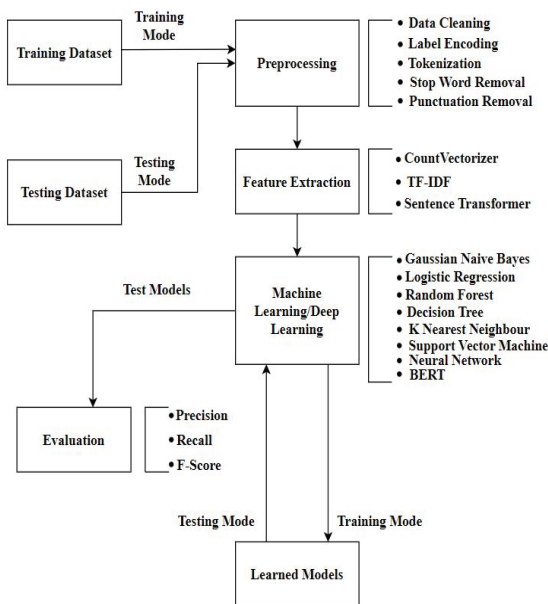 Training
Mode
Training Dataset
Preprocessing
Data Cleaning
Label Encoding
Tokenization
Stop Word Removal
Punctuation Removal
Testing
Mode
Testing Dataset
Feature Extraction
CountVectorizer
TF-IDF
Sentence Transformer
Machine
Learning/Deep
Learning
Gaussian Naive Bayes
Logistic Regression
Random Forest
Decision Tree
K Nearest Neighbour
Support Vector Machine
Neural Network
BERT
Test Models
Evaluation
Precision
Recall
F-Score
Testing Mode
Training Mode
Learned Models